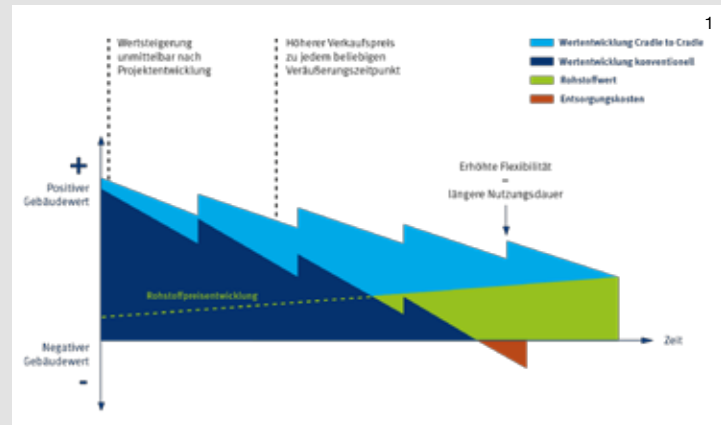 1
Wertsteigerung
unmittelbar nach
Projektentwicklung
Höherer Verkaufspreis
zu jedem beliebigen
Veräußerungszeitpunkt
Wertentwicklung Cradle to Cradle
Wertentwicklung konventionell
Rohstoffwert
Entsorgungskosten
+
Positiver
Gebäudewert
Erhöhte Flexibilität
=
längere Nutzungsdauer
Rohstoffpreisentwicklung
Negativer
Gebäudewert
-
Zeit